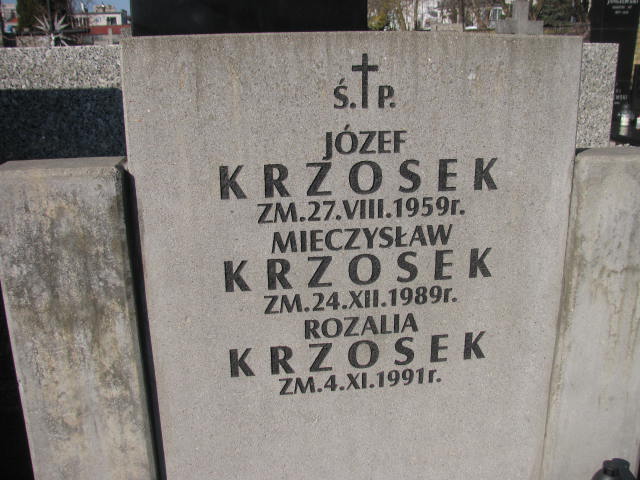 Ś.P.
JÓZEF
KRZOSEK
ZM.27.VIII.1959r.
MIECZYSŁAW
KRZOSEK
ZM.24.XII.1989r.
ROZALIA
KRZOSEK
ZM.4.XI.1991r.